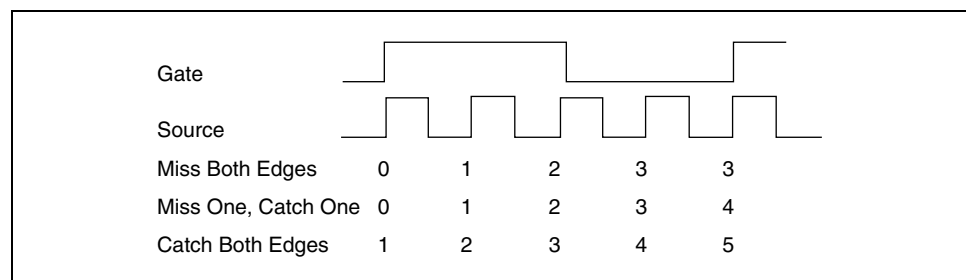 Gate
Source
Miss Both Edges 0 1 2 3 3
Miss One, Catch One 0 1 2 3 4
Catch Both Edges 1 2 3 4 5